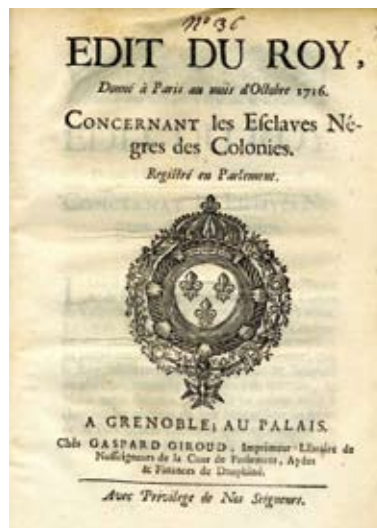 N.o 36
EDIT DU ROY,
Donné à Paris au mois d'Octobre 1716.
CONCERNANT les Esclaves Né-
gres des Colonies.
Registré en Parlement.
A GRENOBLE, AU PALAIS.
Chés GASPARD GIROUD, Imprimeur-Libraire de
Nosseigneurs de la Cour de Parlement, Aydes
& Finances de Dauphiné.
Avec Privilege de Nos Seigneurs.